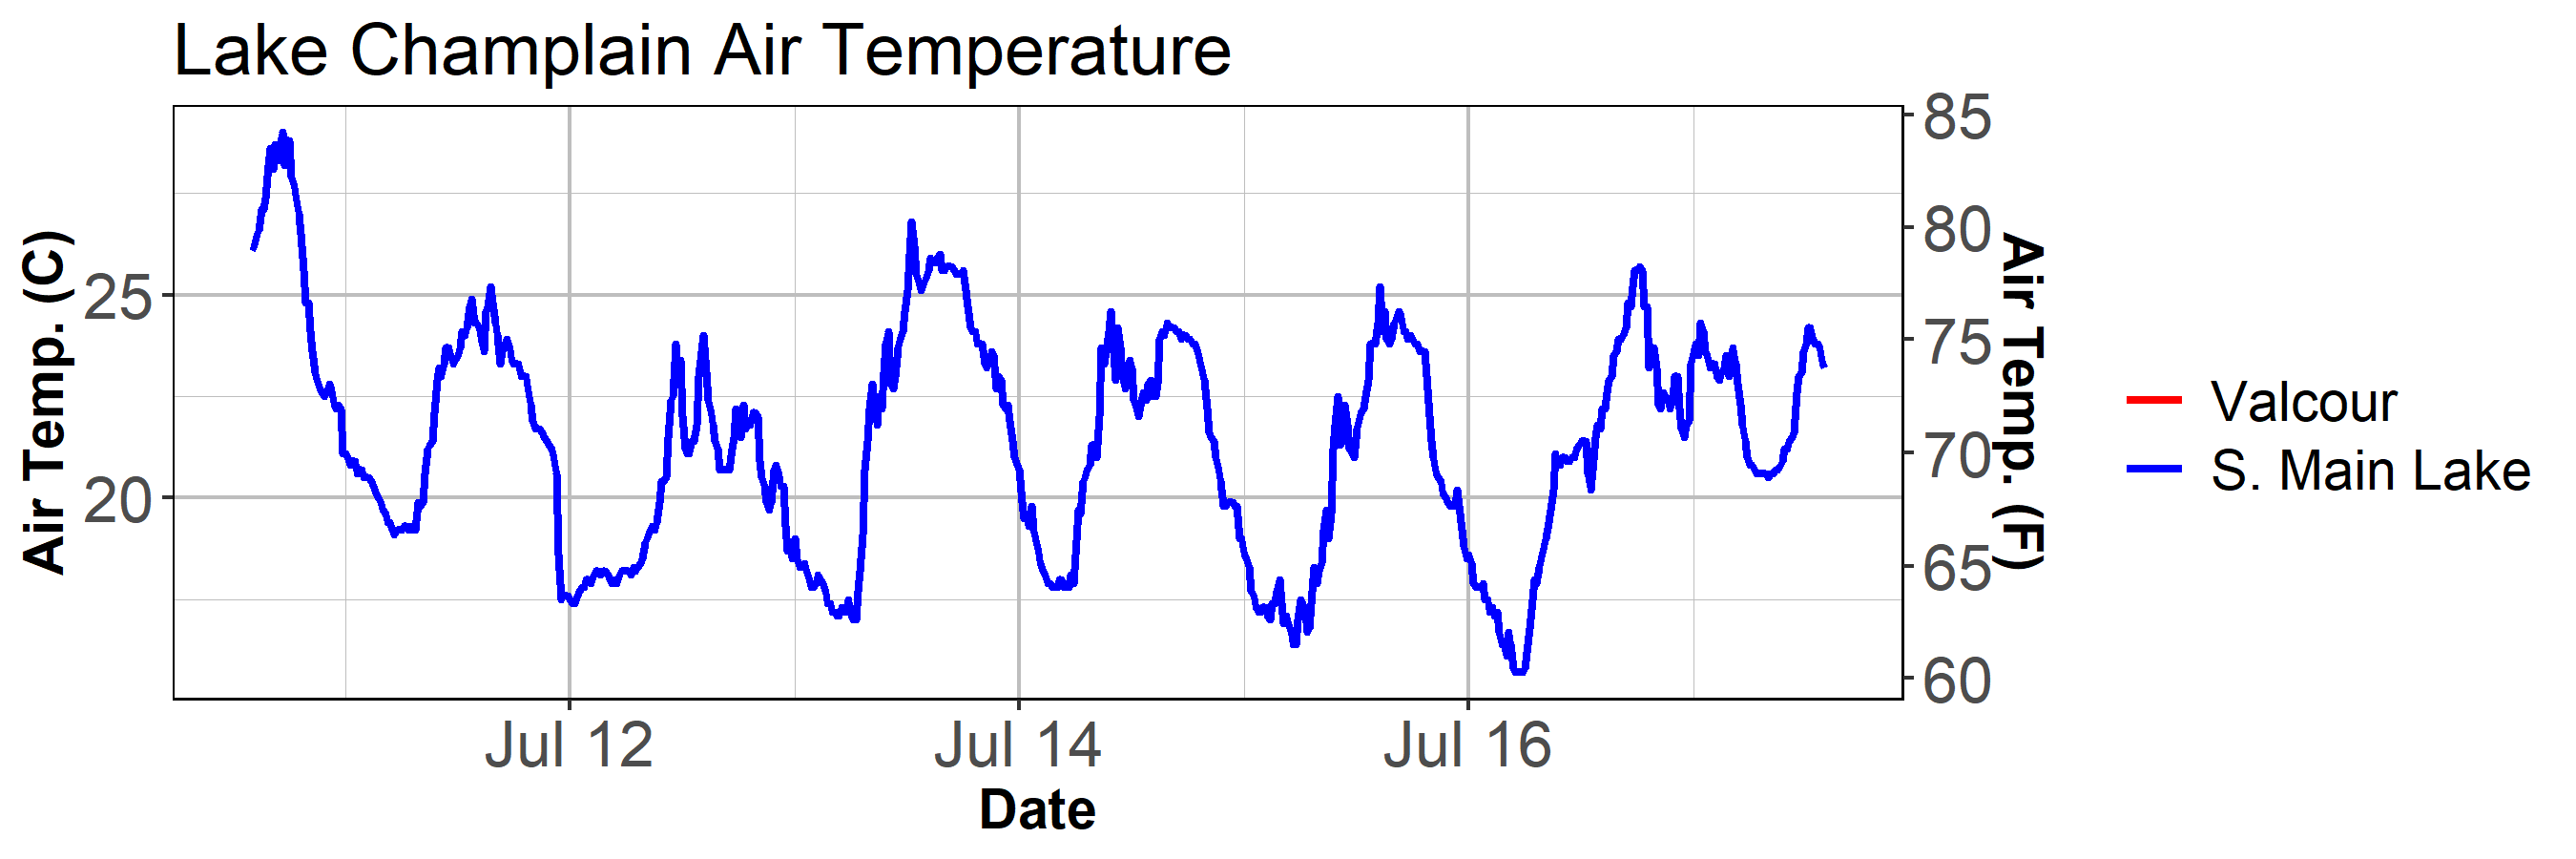 Lake Champlain Air Temperature
Air Temp. (C)
25
20
85
80
75
70
65
60
Air Temp. (F)
Jul 12
Jul 14
Jul 16
Date
Valcour
S. Main Lake